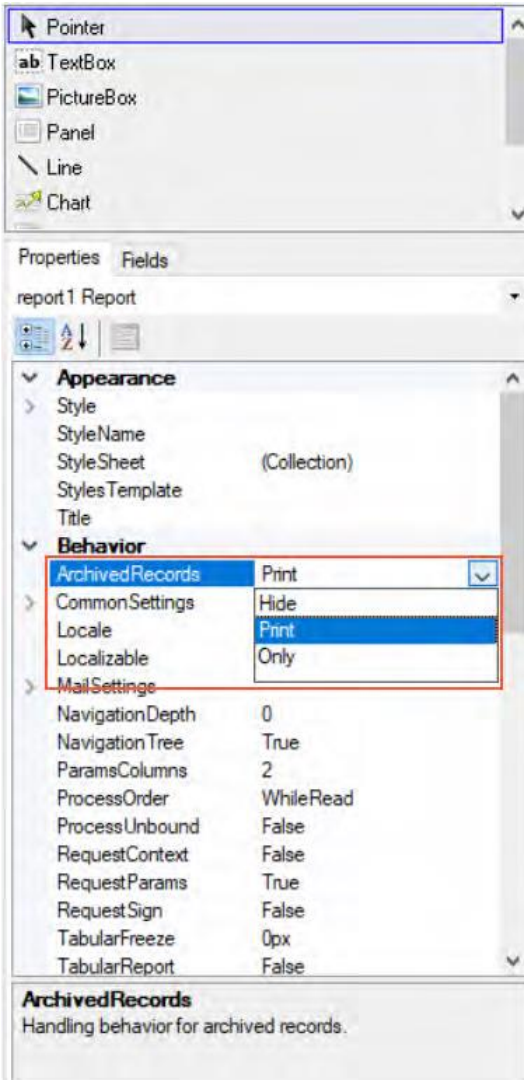 Pointer
ab TextBox
PictureBox
Panel
Line
Chart
Properties Fields
report1 Report
A
Z
Appearance
Style
StyleName
StyleSheet (Collection)
StylesTemplate
Title
Behavior
ArchivedRecords Print
CommonSettings Hide
Locale Print
Localizable Only
MailSettings
NavigationDepth 0
NavigationTree True
ParamsColumns 2
ProcessOrder WhileRead
ProcessUnbound False
RequestContext False
RequestParams True
RequestSign False
TabularFreeze 0px
TabularReport False
ArchivedRecords
Handling behavior for archived records.